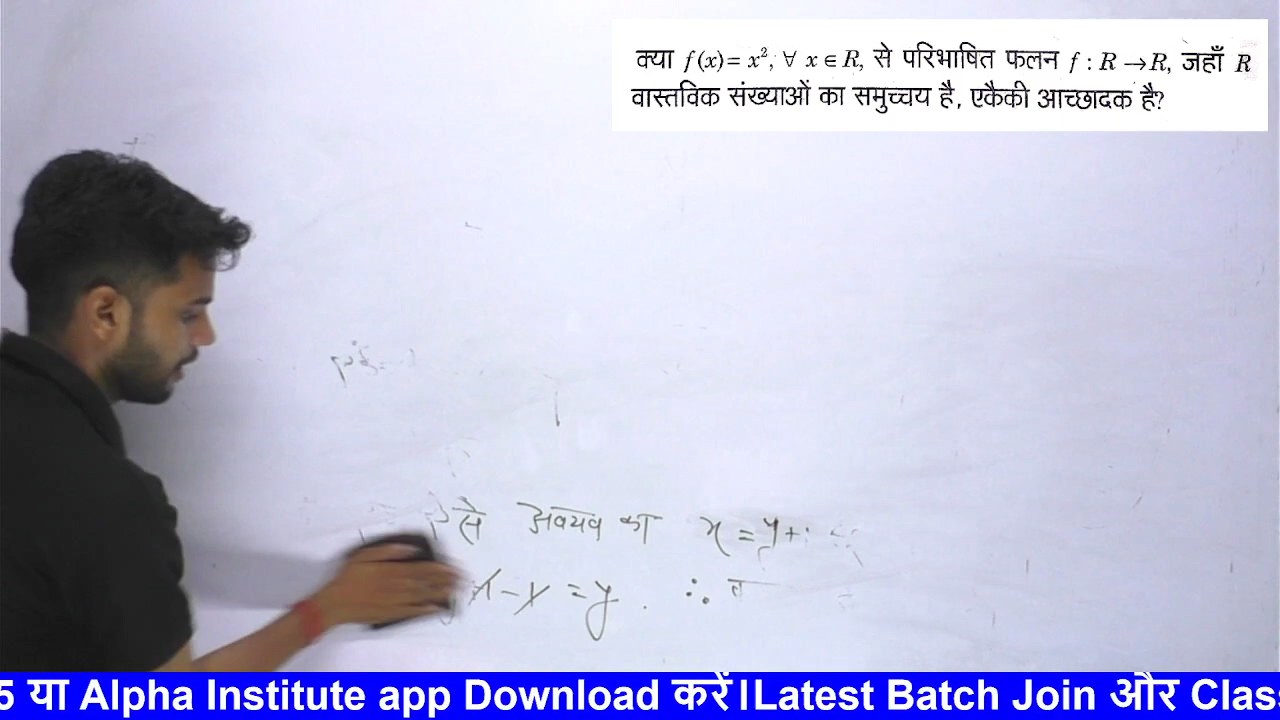 क्या f(x)= x², ∀ x ∈ R, से परिभाषित फलन f : R →R, जहाँ R
वास्तविक संख्याओं का समुच्चय है, एकैकी आच्छादक है?
से अवयव का x = y +
- x = y . ∴
5 या Alpha Institute app Download करें।Latest Batch Join और Class